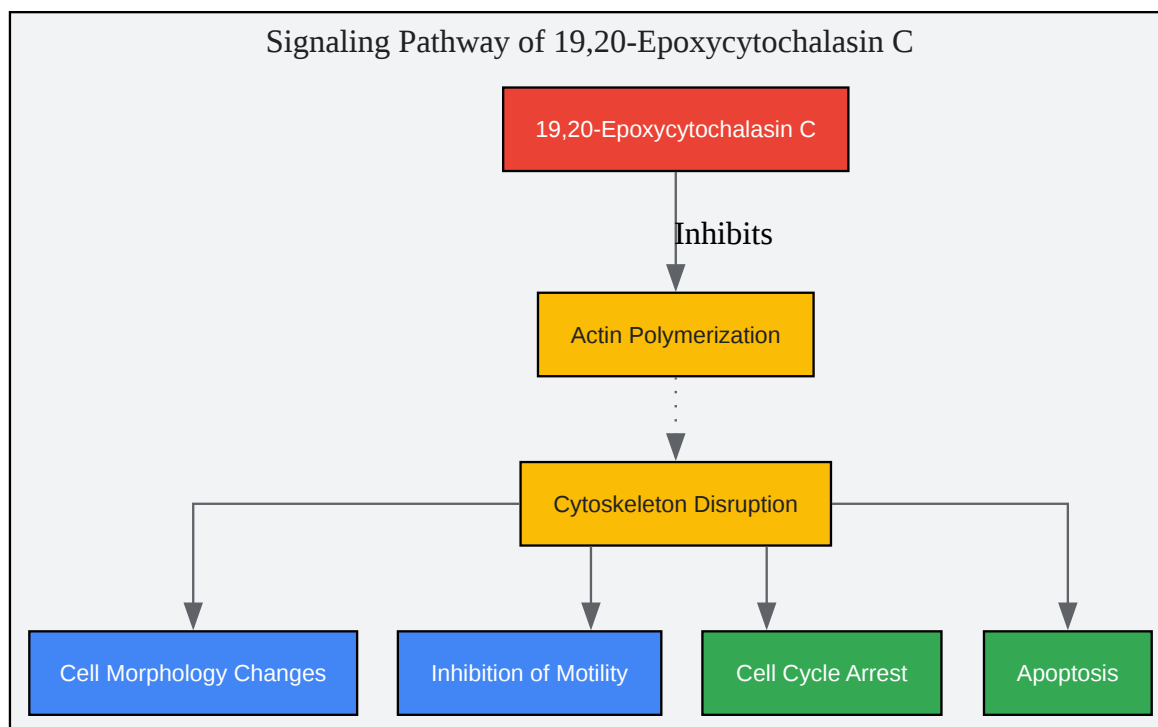 Signaling Pathway of 19,20-Epoxycytochalasin C
19,20-Epoxycytochalasin C
Inhibits
Actin Polymerization
Cytoskeleton Disruption
Cell Morphology Changes
Inhibition of Motility
Cell Cycle Arrest
Apoptosis